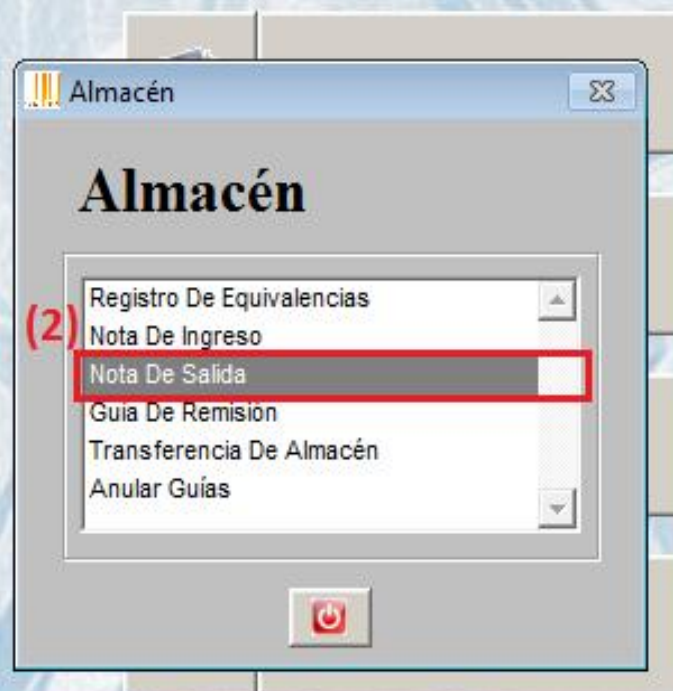 Almacén
Almacén
Registro De Equivalencias
(2)
Nota De Ingreso
Nota De Salida
Guia De Remisión
Transferencia De Almacén
Anular Guías